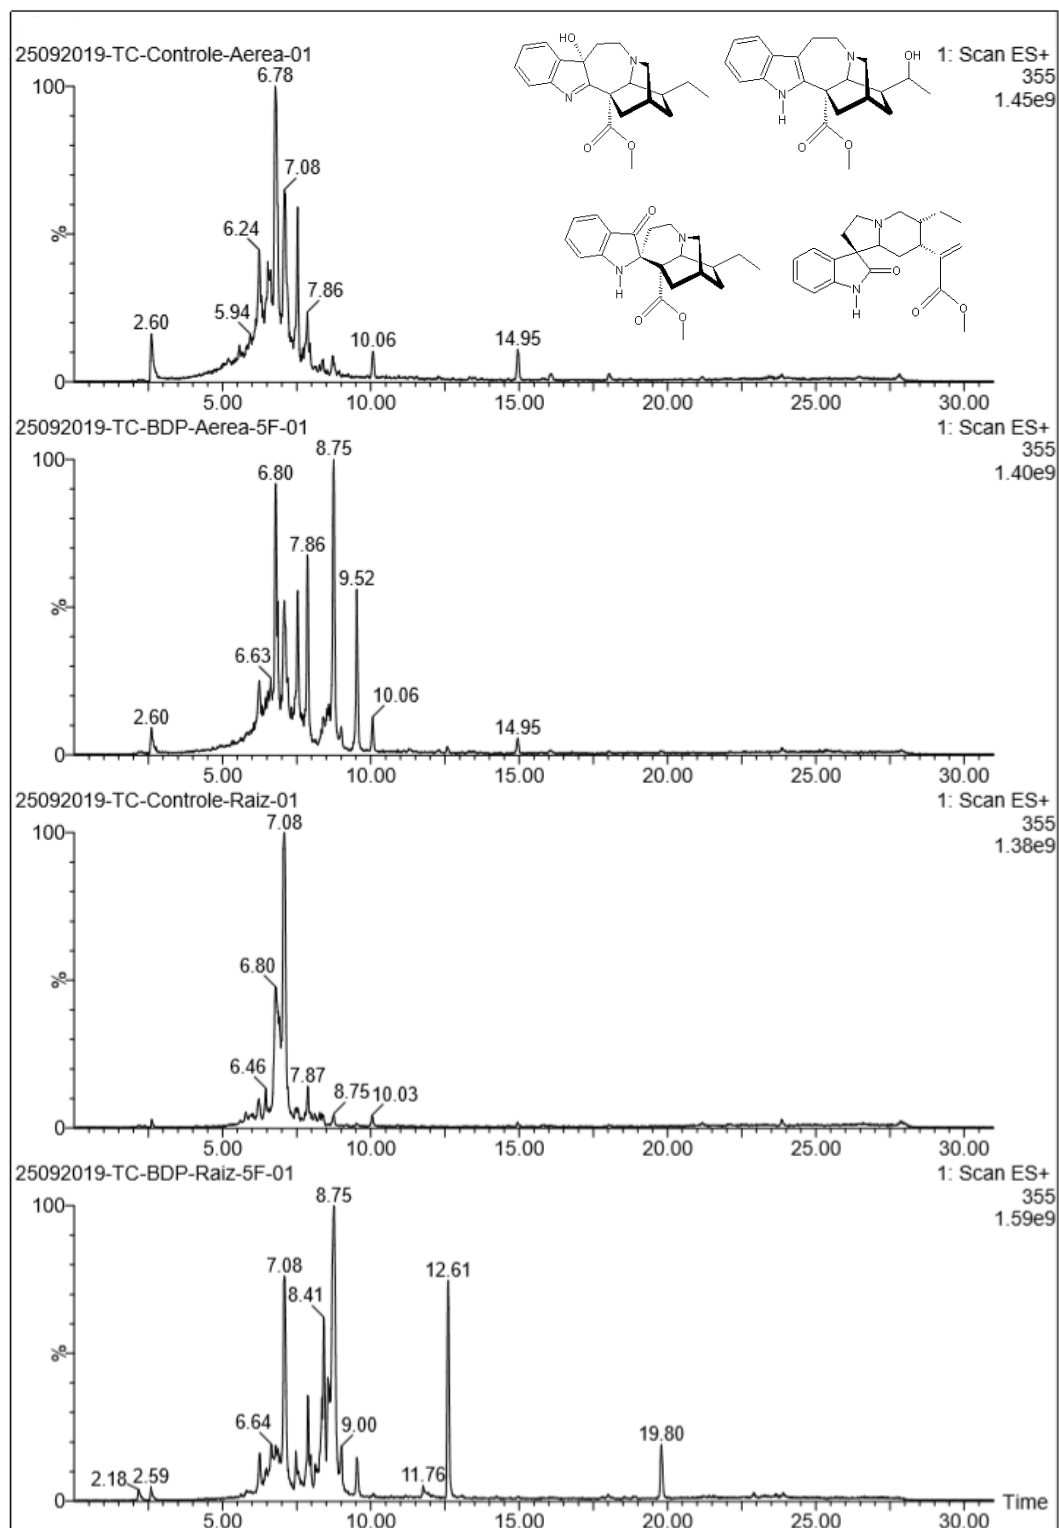 25092019-TC-Controle-Aerea-01
1: Scan ES+
355
1.45e9
100
%
0
6.78
7.08
6.24
5.94
7.86
2.60
10.06
14.95
HO
N
N
O
O
N
OH
N
H
O
O
O
N
N
H
O
O
N
O
N
H
O
O
5.00 10.00 15.00 20.00 25.00 30.00
25092019-TC-BDP-Aerea-5F-01
1: Scan ES+
355
1.40e9
100
%
0
8.75
6.80
7.86
9.52
6.63
2.60
10.06
14.95
5.00 10.00 15.00 20.00 25.00 30.00
25092019-TC-Controle-Raiz-01
1: Scan ES+
355
1.38e9
100
%
0
7.08
6.80
6.46
7.87
8.75 10.03
5.00 10.00 15.00 20.00 25.00 30.00
25092019-TC-BDP-Raiz-5F-01
1: Scan ES+
355
1.59e9
100
%
0
8.75
7.08
12.61
8.41
6.64
9.00
19.80
2.18 2.59
11.76
Time
5.00 10.00 15.00 20.00 25.00 30.00